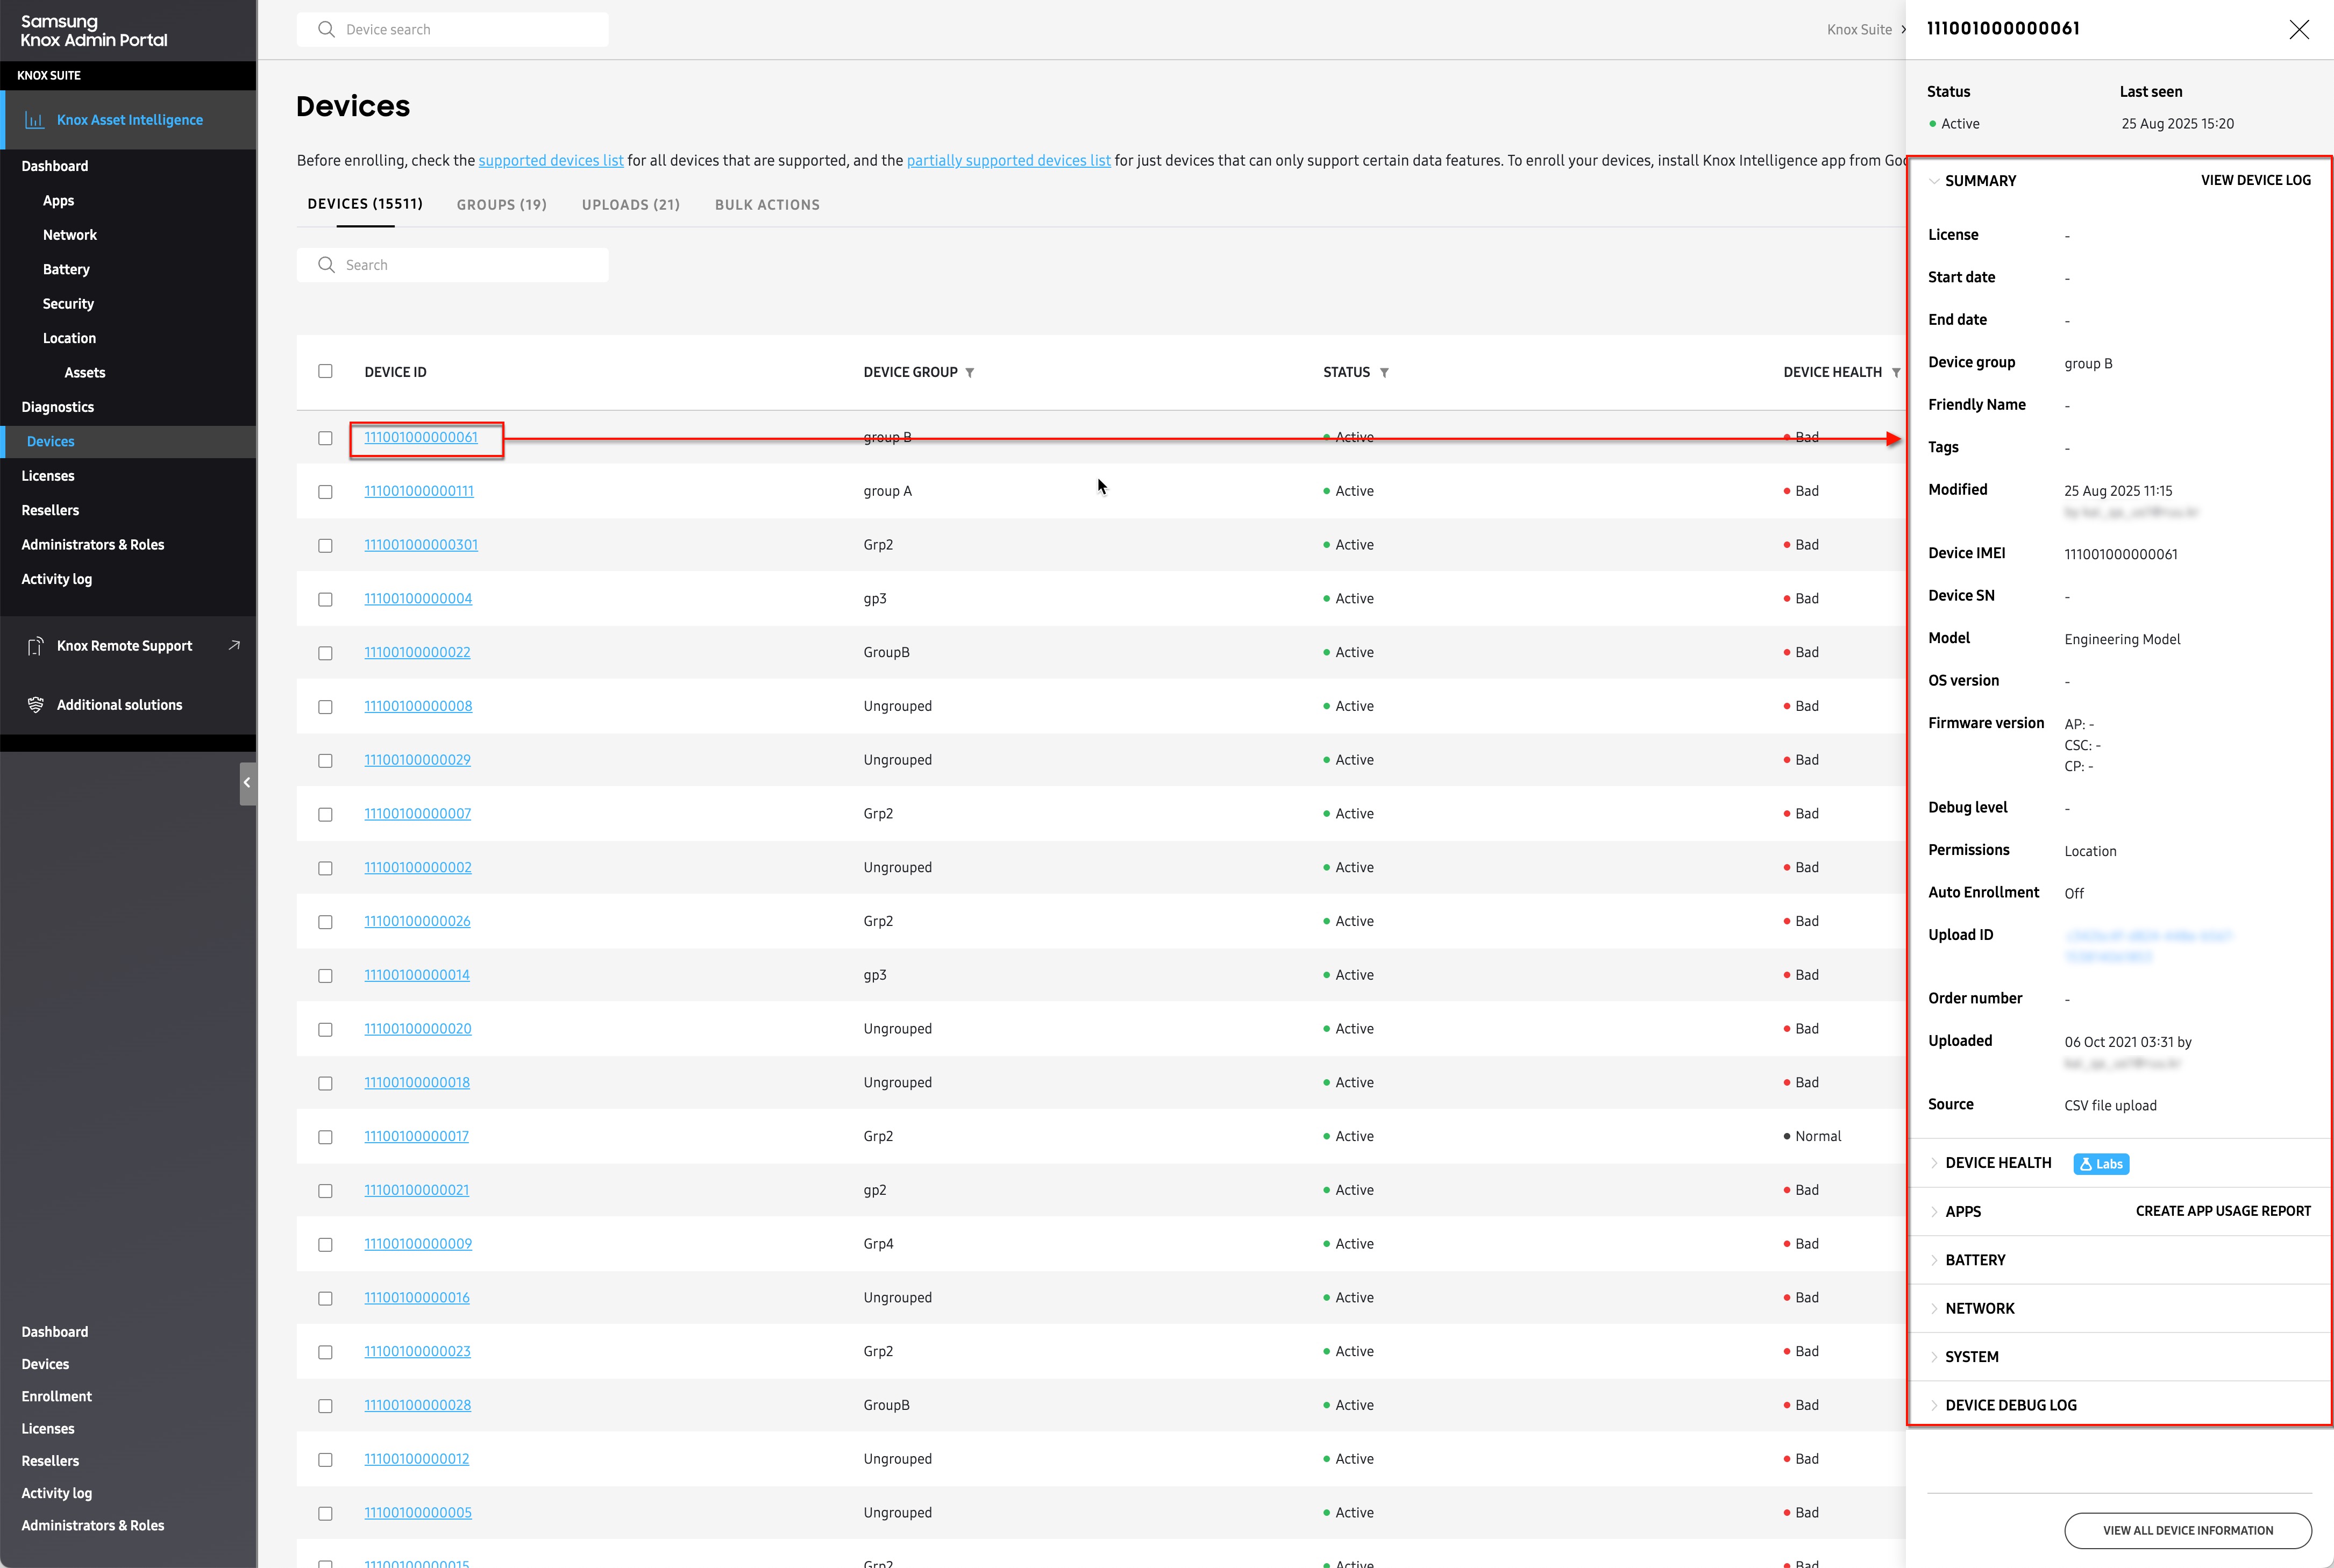 Samsung
Knox Admin Portal
KNOX SUITE
Knox Asset Intelligence
Dashboard
Apps
Network
Battery
Security
Location
Assets
Diagnostics
Devices
Licenses
Resellers
Administrators & Roles
Activity log
Knox Remote Support
Additional solutions
Dashboard
Devices
Enrollment
Licenses
Resellers
Activity log
Administrators & Roles
Device search
Knox Suite
Devices
Before enrolling, check the supported devices list for all devices that are supported, and the partially supported devices list for just devices that can only support certain data features. To enroll your devices, install Knox Intelligence app from Goo
DEVICES (15511) GROUPS (19) UPLOADS (21) BULK ACTIONS
Search
DEVICE ID DEVICE GROUP STATUS DEVICE HEALTH
111001000000061 group B Active Bad
111001000000111 group A Active Bad
111001000000301 Grp2 Active Bad
11100100000004 gp3 Active Bad
11100100000022 GroupB Active Bad
11100100000008 Ungrouped Active Bad
11100100000029 Ungrouped Active Bad
11100100000007 Grp2 Active Bad
11100100000002 Ungrouped Active Bad
11100100000026 Grp2 Active Bad
11100100000014 gp3 Active Bad
11100100000020 Ungrouped Active Bad
11100100000018 Ungrouped Active Bad
11100100000017 Grp2 Active Normal
11100100000021 gp2 Active Bad
11100100000009 Grp4 Active Bad
11100100000016 Ungrouped Active Bad
11100100000023 Grp2 Active Bad
11100100000028 GroupB Active Bad
11100100000012 Ungrouped Active Bad
11100100000005 Ungrouped Active Bad
11100100000015 Grp2 Active Bad
111001000000061
Status Last seen
Active 25 Aug 2025 15:20
SUMMARY VIEW DEVICE LOG
License -
Start date -
End date -
Device group group B
Friendly Name -
Tags -
Modified 25 Aug 2025 11:15
Device IMEI 111001000000061
Device SN -
Model Engineering Model
OS version -
Firmware version AP: -
CSC: -
CP: -
Debug level -
Permissions Location
Auto Enrollment Off
Upload ID
Order number -
Uploaded 06 Oct 2021 03:31 by
Source CSV file upload
DEVICE HEALTH Labs
APPS CREATE APP USAGE REPORT
BATTERY
NETWORK
SYSTEM
DEVICE DEBUG LOG
VIEW ALL DEVICE INFORMATION